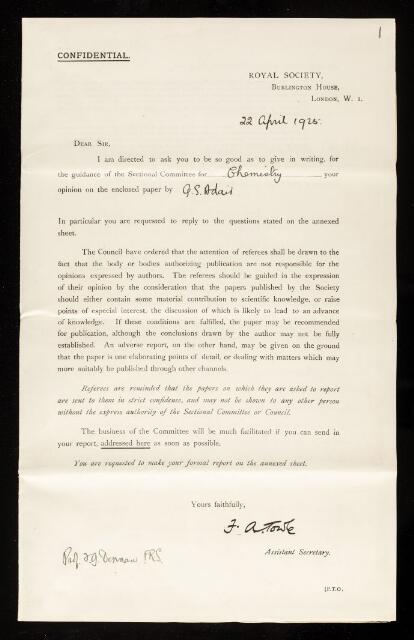 1
CONFIDENTIAL.
ROYAL SOCIETY,
BURLINGTON HOUSE,
LONDON, W. 1.
22 April 1925.
DEAR SIR,
I am directed to ask you to be so good as to give in writing, for
the guidance of the Sectional Committee for Chemistry your
opinion on the enclosed paper by G.S. Adair
In particular you are requested to reply to the questions stated on the annexed
sheet.
The Council have ordered that the attention of referees shall be drawn to the
fact that the body or bodies authorizing publication are not responsible for the
opinions expressed by authors. The referees should be guided in the expression
of their opinion by the consideration that the papers published by the Society
should either contain some material contribution to scientific knowledge, or raise
points of especial interest, the discussion of which is likely to lead to an advance
of knowledge. If these conditions are fulfilled, the paper may be recommended
for publication, although the conclusions drawn by the author may not be fully
established. An adverse report, on the other hand, may be given on the ground
that the paper is one elaborating points of detail, or dealing with matters which may
more suitably be published through other channels.
Referees are reminded that the papers on which they are asked to report
are sent to them in strict confidence, and may not be shown to any other person
without the express authority of the Sectional Committee or Council.
The business of the Committee will be much facilitated if you can send in
your report, addressed here as soon as possible.
You are requested to make your formal report on the annexed sheet.
Yours faithfully,
F. A. Towle
Assistant Secretary.
Prof. F.G. Donnan F.R.S.
[P.T.O.